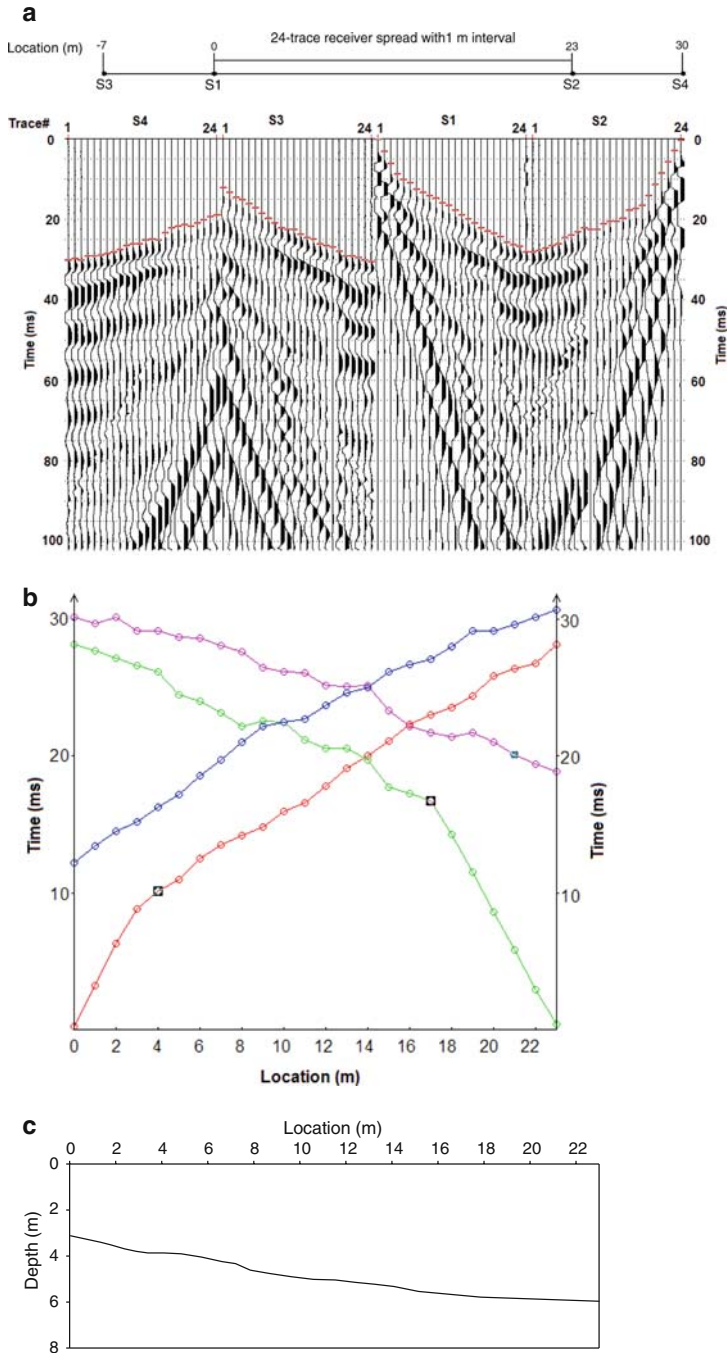 a
24-trace receiver spread with1 m interval
Location (m) -7 0 23 30
S3 S1 S2 S4
Trace# 1 S4 24 1 S3 24 1 S1 24 1 S2 24
0 0
20 20
40 40
Time (ms) Time (ms)
60 60
80 80
100 100
b
30 30
20 20
Time (ms) Time (ms)
10 10
0 2 4 6 8 10 12 14 16 18 20 22
Location (m)
c
Location (m)
0 2 4 6 8 10 12 14 16 18 20 22
0
2
Depth (m)
4
6
8